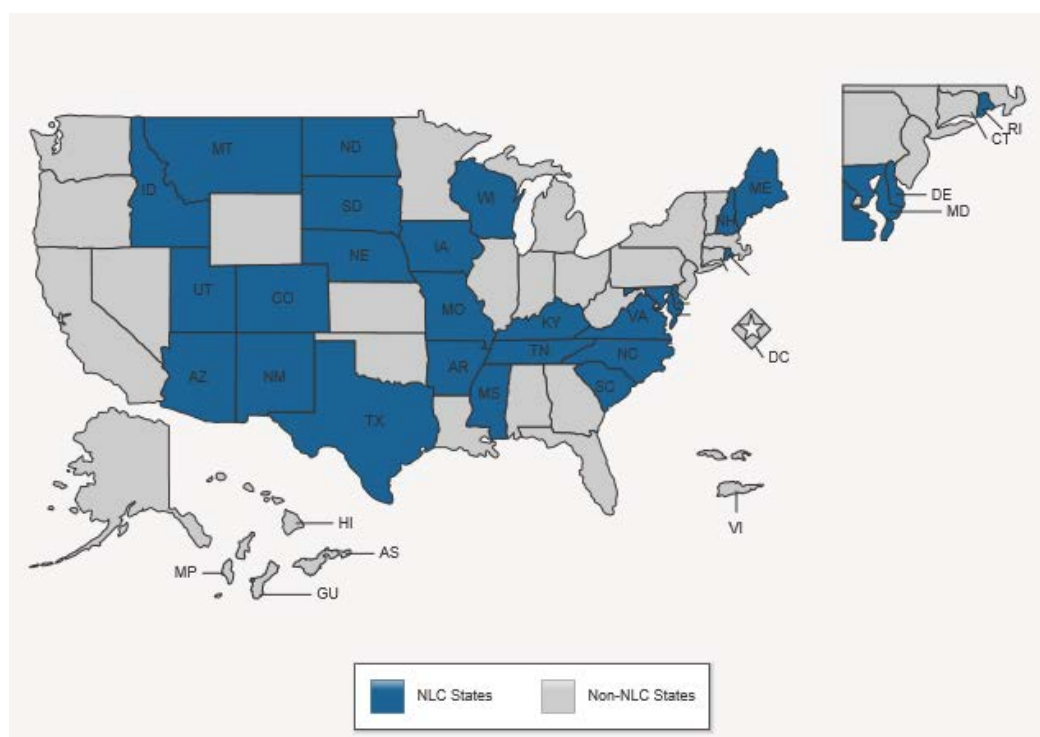 MT
ND
RI
CT
ID
WI
ME
SD
DE
NH
MD
IA
NE
UT
CO
MO
VA
KY
TN
NC
DC
AZ
NM
AR
MS
SC
TX
HI
VI
AS
MP
GU
NLC States
Non-NLC States